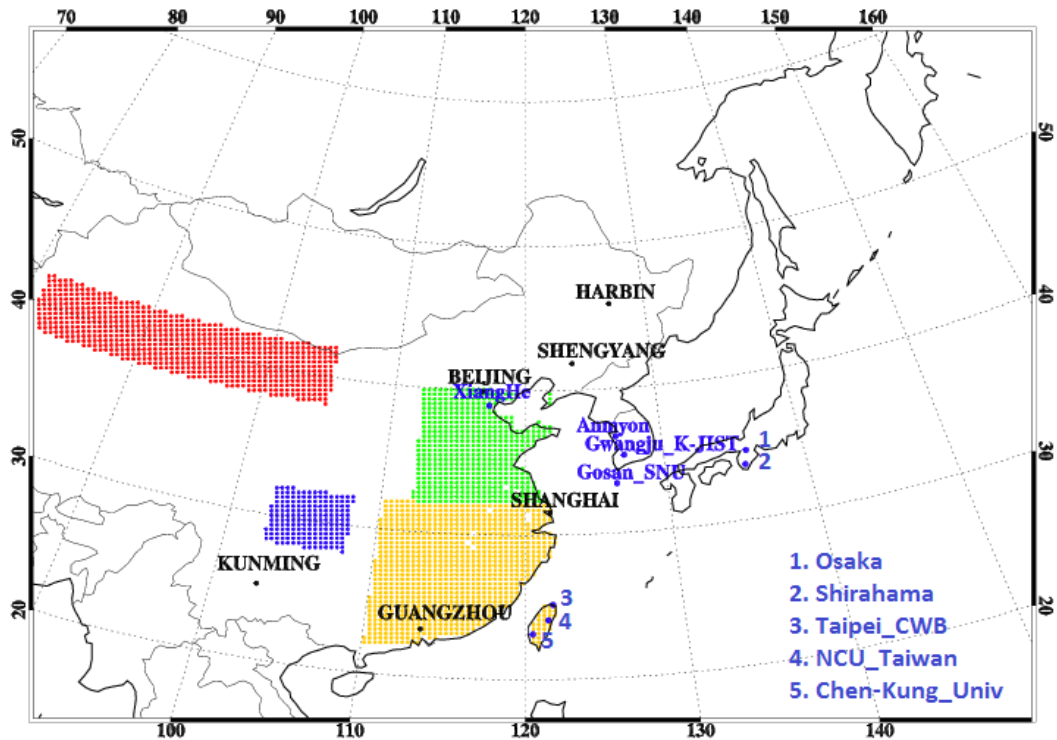 70 80 90 100 110 120 130 140 150 160
50 50
HARBIN
40 40
SHENGYANG
BEIJING
XiangHe
Anmyon
1
Gwangju_K-JIST
2
30 30
Gosan_SNU
SHANGHAI
KUNMING
1. Osaka
2. Shirahama
3
20 20
GUANGZHOU
4
3. Taipei_CWB
5
4. NCU_Taiwan
5. Chen-Kung_Univ
100 110 120 130 140